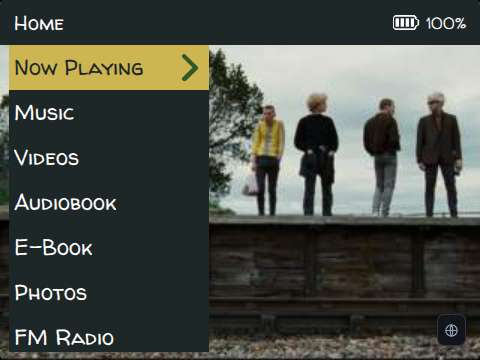 Home
100%
Now Playing
Music
Videos
Audiobook
E-Book
Photos
FM Radio